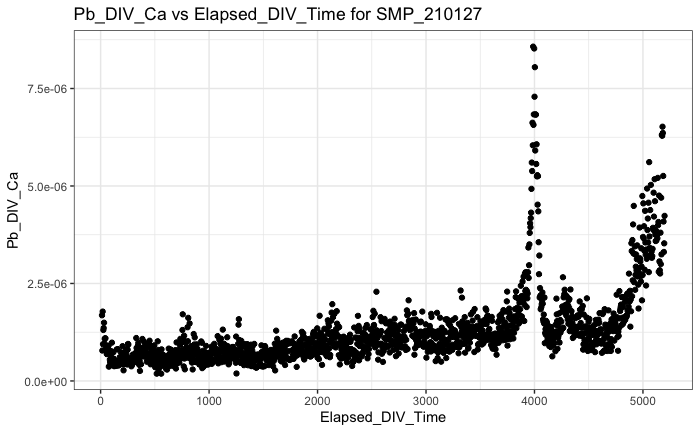 Pb_DIV_Ca vs Elapsed_DIV_Time for SMP_210127
7.5e-06
5.0e-06
2.5e-06
0.0e+00
Pb_DIV_Ca
0 1000 2000 3000 4000 5000
Elapsed_DIV_Time